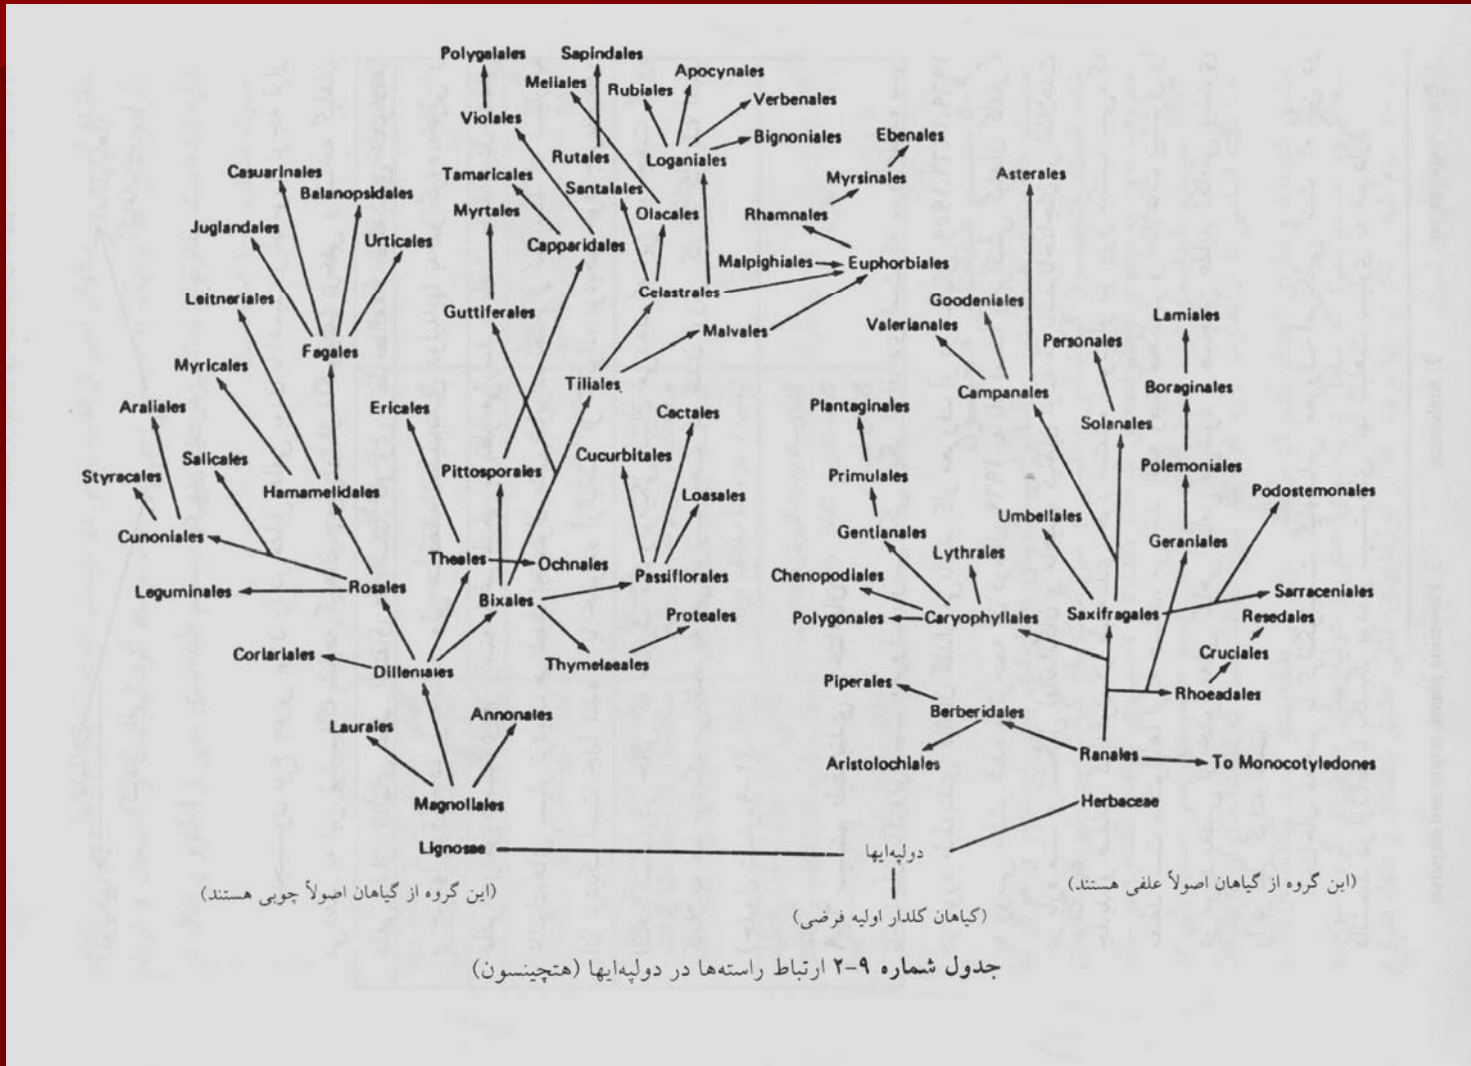 Polygalales
Sapindales
Meliales
Rubiales
Apocynales
Verbenales
Violales
Bignoniales
Ebenales
Rutales
Loganiales
Casuarinales
Tamaricales
Santalales
Myrsinales
Asterales
Balanopsidales
Myrtales
Olacales
Rhamnales
Juglandales
Urticales
Capparidales
Malpighiales
Euphorbiales
Leitneriales
Celastrales
Goodeniales
Guttiferales
Valerianales
Lamiales
Malvales
Personales
Fagales
Myricales
Tiliales
Campanales
Boraginales
Araliales
Ericales
Cactales
Plantaginales
Solanales
Salicales
Cucurbitales
Styracales
Pittosporales
Primulales
Polemoniales
Hamamelidales
Loasales
Podostemonales
Umbellales
Cunoniales
Gentianales
Geraniales
Lythrales
Theales
Ochnales
Passiflorales
Chenopodiales
Leguminales
Rosales
Bixales
Sarraceniales
Proteales
Polygonales
Caryophyllales
Saxifragales
Resedales
Coriariales
Dilleniales
Thymelaeales
Cruciales
Piperales
Rhoeadales
Laurales
Annonales
Berberidales
Aristolochiales
Ranales
To Monocotyledones
Magnoliales
Herbaceae
Lignosae
دولپه‌ایها
(این گروه از گیاهان اصولاً علفی هستند)
(این گروه از گیاهان اصولاً چوبی هستند)
(گیاهان گلدار اولیه فرضی)
جدول شماره ۹-۲ ارتباط راسته‌ها در دولپه‌ایها (هتچینسون)